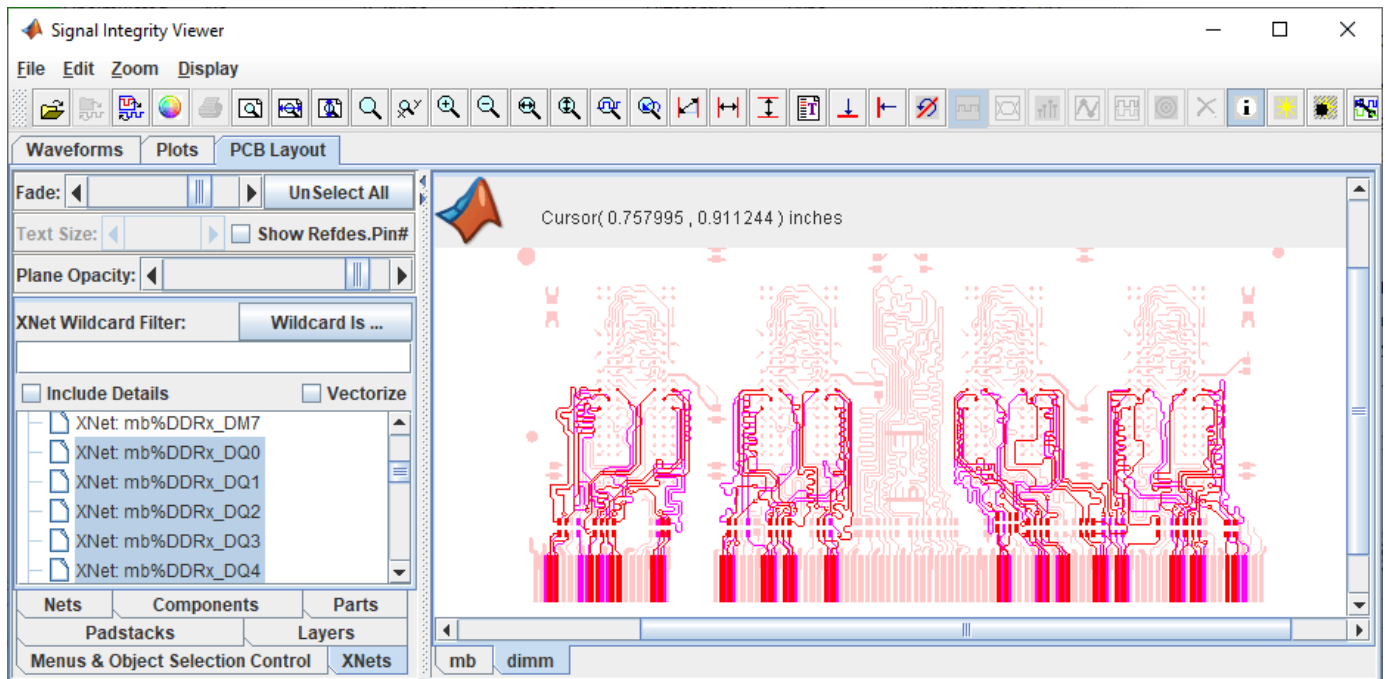 Signal Integrity Viewer
File Edit Zoom Display
Waveforms Plots PCB Layout
Fade: UnSelect All
Text Size: Show Refdes.Pin#
Plane Opacity:
XNet Wildcard Filter: Wildcard Is ...
Include Details Vectorize
XNet: mb%DDRx_DM7
XNet: mb%DDRx_DQ0
XNet: mb%DDRx_DQ1
XNet: mb%DDRx_DQ2
XNet: mb%DDRx_DQ3
XNet: mb%DDRx_DQ4
Nets Components Parts
Padstacks Layers
Menus & Object Selection Control XNets
Cursor( 0.757995 , 0.911244 ) inches
mb dimm